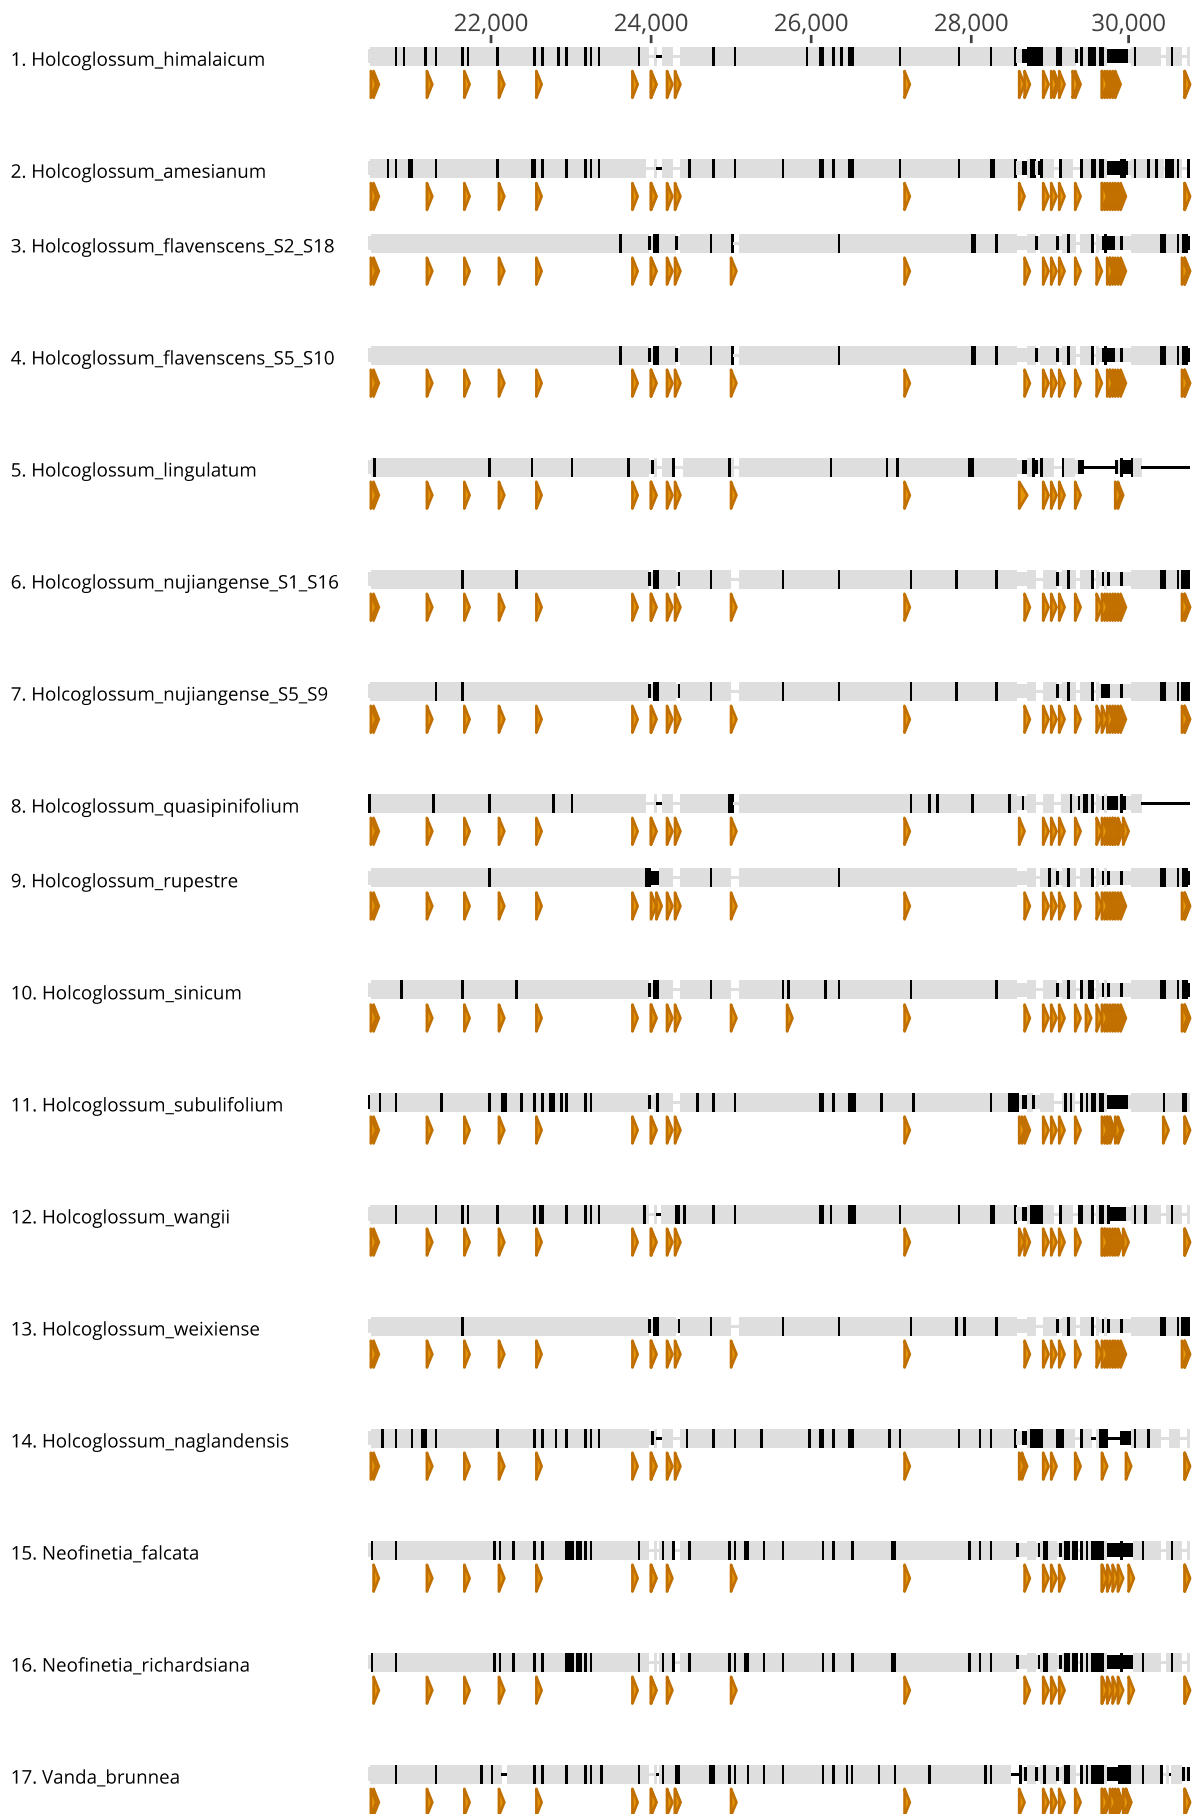 22,000 24,000 26,000 28,000 30,000
1. Holcoglossum_himalaicum
2. Holcoglossum_amesianum
3. Holcoglossum_flavenscens_S2_S18
4. Holcoglossum_flavenscens_S5_S10
5. Holcoglossum_lingulatum
6. Holcoglossum_nujiangense_S1_S16
7. Holcoglossum_nujiangense_S5_S9
8. Holcoglossum_quasipinifolium
9. Holcoglossum_rupestre
10. Holcoglossum_sinicum
11. Holcoglossum_subulifolium
12. Holcoglossum_wangii
13. Holcoglossum_weixiense
14. Holcoglossum_naglandensis
15. Neofinetia_falcata
16. Neofinetia_richardsiana
17. Vanda_brunnea